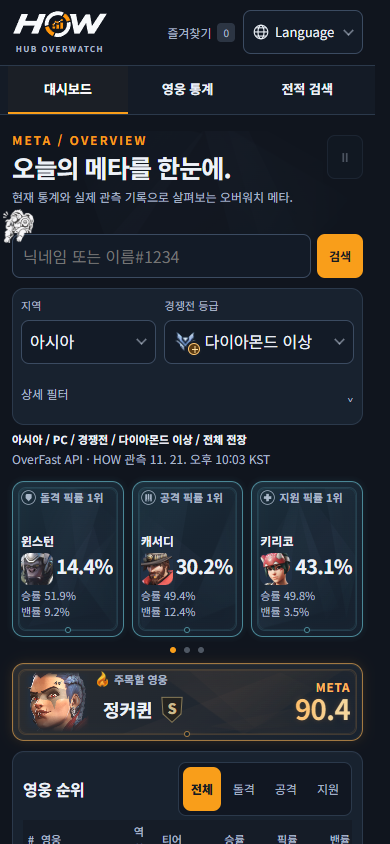 HOW
HUB OVERWATCH
즐겨찾기 0
Language
대시보드 영웅 통계 전적 검색
META / OVERVIEW
오늘의 메타를 한눈에.
현재 통계와 실제 관측 기록으로 살펴보는 오버워치 메타.
닉네임 또는 이름#1234
검색
지역 경쟁전 등급
아시아 다이아몬드 이상
상세 필터
아시아 / PC / 경쟁전 / 다이아몬드 이상 / 전체 전장
OverFast API · HOW 관측 11. 21. 오후 10:03 KST
돌격 픽률 1위
윈스턴
14.4%
승률 51.9%
밴률 9.2%
공격 픽률 1위
캐서디
30.2%
승률 49.4%
밴률 12.4%
지원 픽률 1위
키리코
43.1%
승률 49.8%
밴률 3.5%
주목할 영웅
정커퀸 S
META
90.4
영웅 순위
전체 돌격 공격 지원
# 영웅 역 티어 승률 픽률 밴률